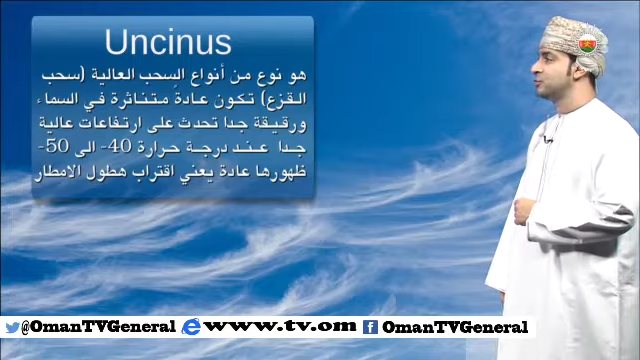 Uncinus
هو نوع من أنواع السحب العالية (سحب
القزع) تكون عادةً متناثرة في السماء
ورقيقة جدا تحدث على ارتفاعات عالية
جدا عند درجة حرارة 40- الى 50-
ظهورها عادة يعني اقتراب هطول الامطار
@OmanTVGeneral www.tv.om OmanTVGeneral